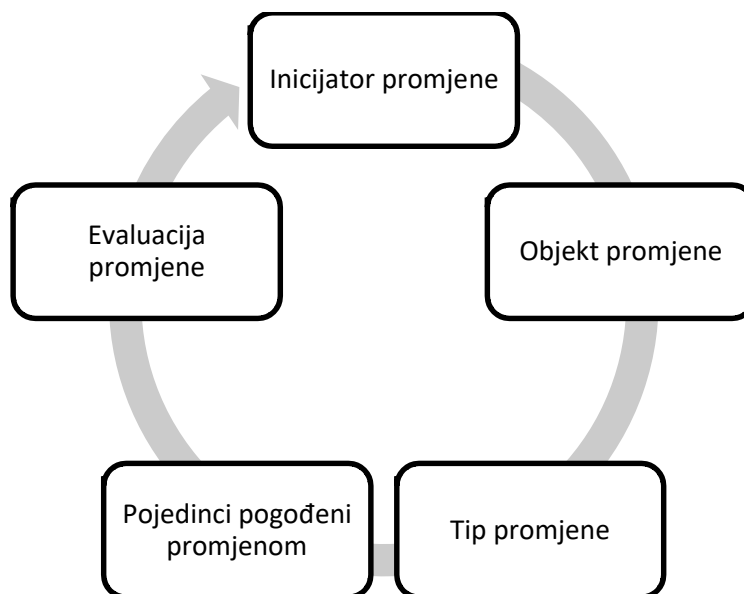 Inicijator promjene
Objekt promjene
Tip promjene
Pojedinci pogođeni
promjenom
Evaluacija
promjene